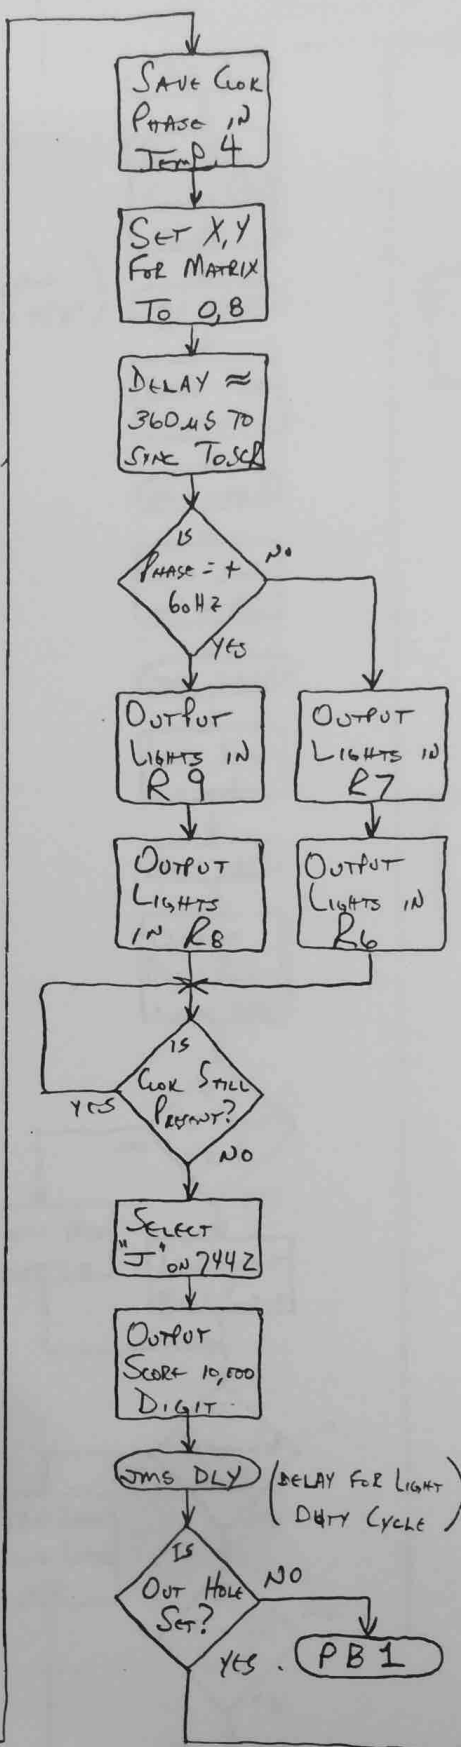 SAVE CLOK
PHASE IN
TEMP 4
SET X,Y
FOR MATRIX
TO 0,8
DELAY ≈
360 µS TO
SYNC TO SCR
IS
PHASE = +
60HZ
NO
YES
OUTPUT
LIGHTS IN
R 9
OUTPUT
LIGHTS IN
R7
OUTPUT
LIGHTS
IN R8
OUTPUT
LIGHTS IN
R6
IS
CLOK STILL
PRESENT?
YES
NO
SELECT
"J" ON 7442
OUTPUT
SCORE 10,000
DIGIT
JMS DLY
(DELAY FOR LIGHT
DUTY CYCLE)
IS
OUT HOLE
SET?
NO
YES
PB 1